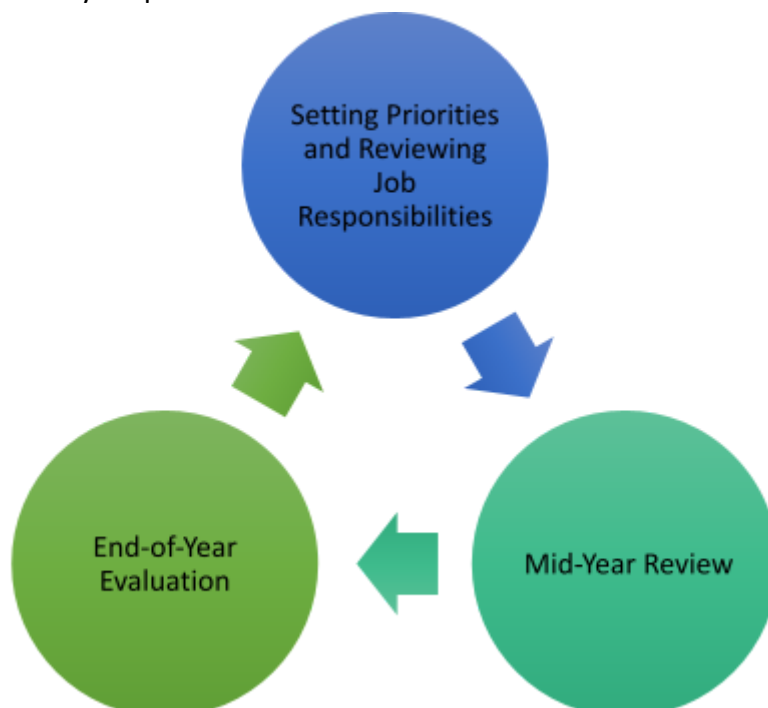 Setting Priorities
and Reviewing
Job
Responsibilities
End-of-Year
Evaluation
Mid-Year Review